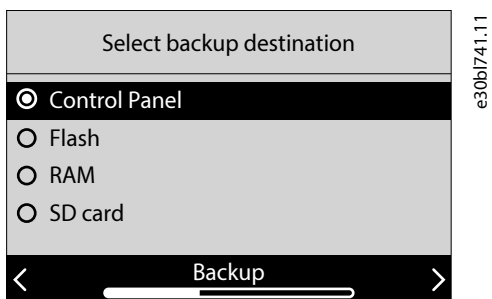 Select backup destination
Control Panel
Flash
RAM
SD card
Backup
e30bl741.11